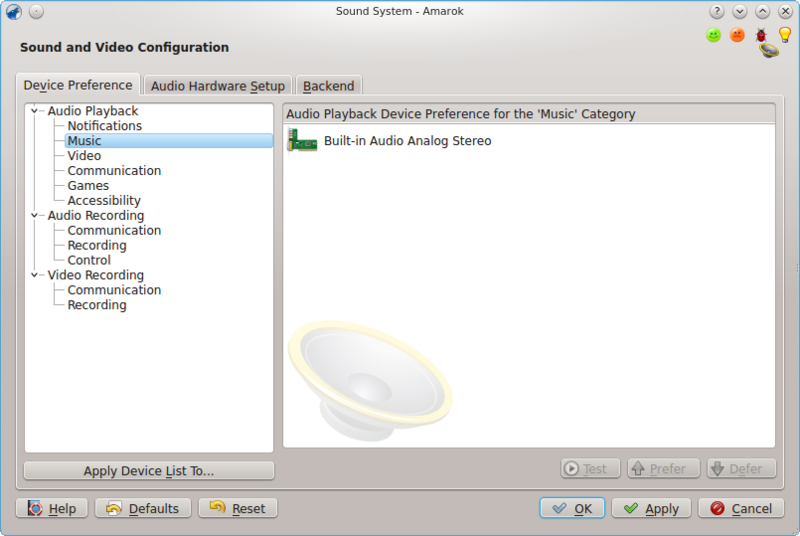 Sound System - Amarok
Sound and Video Configuration
Device Preference
Audio Hardware Setup
Backend
Audio Playback
Notifications
Music
Video
Communication
Games
Accessibility
Audio Recording
Communication
Recording
Control
Video Recording
Communication
Recording
Apply Device List To...
Audio Playback Device Preference for the 'Music' Category
Built-in Audio Analog Stereo
Test
Prefer
Defer
Help
Defaults
Reset
OK
Apply
Cancel